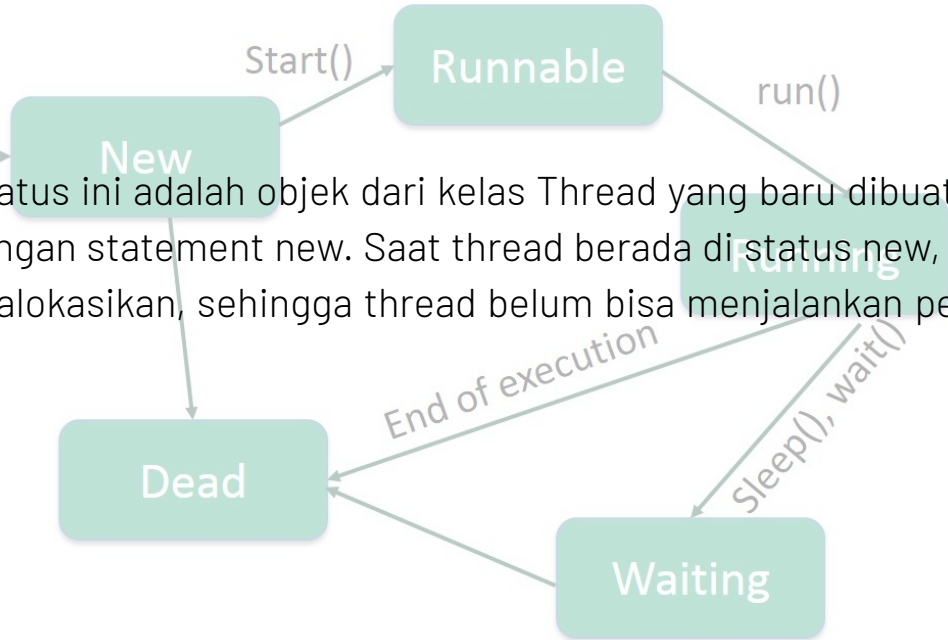 Start()
Runnable
run()
New
atus ini adalah objek dari kelas Thread yang baru dibuat
ngan statement new. Saat thread berada di status new,
Running
alokasikan, sehingga thread belum bisa menjalankan pe
End of execution
Sleep(), wait()
Dead
Waiting